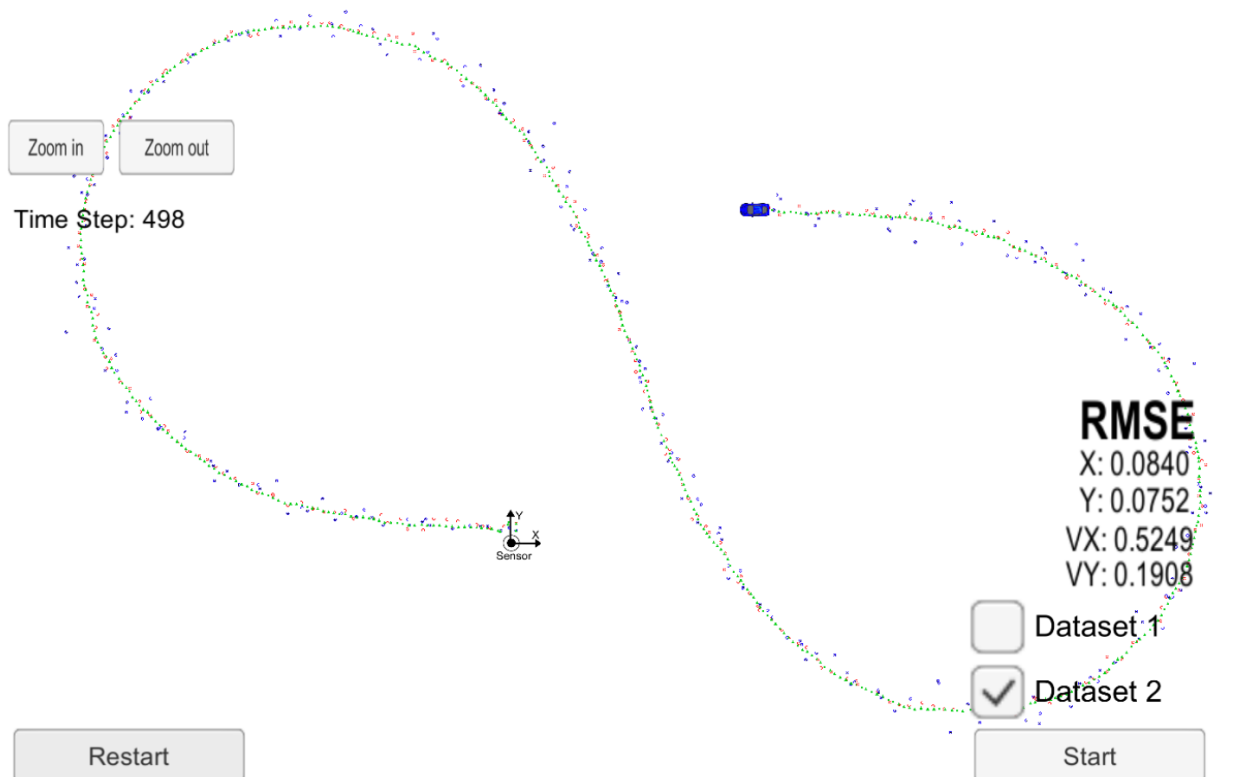 Zoom in
Zoom out
Time Step: 498
Y
X
Sensor
RMSE
X: 0.0840
Y: 0.0752
VX: 0.5249
VY: 0.1908
Dataset 1
Dataset 2
Restart
Start